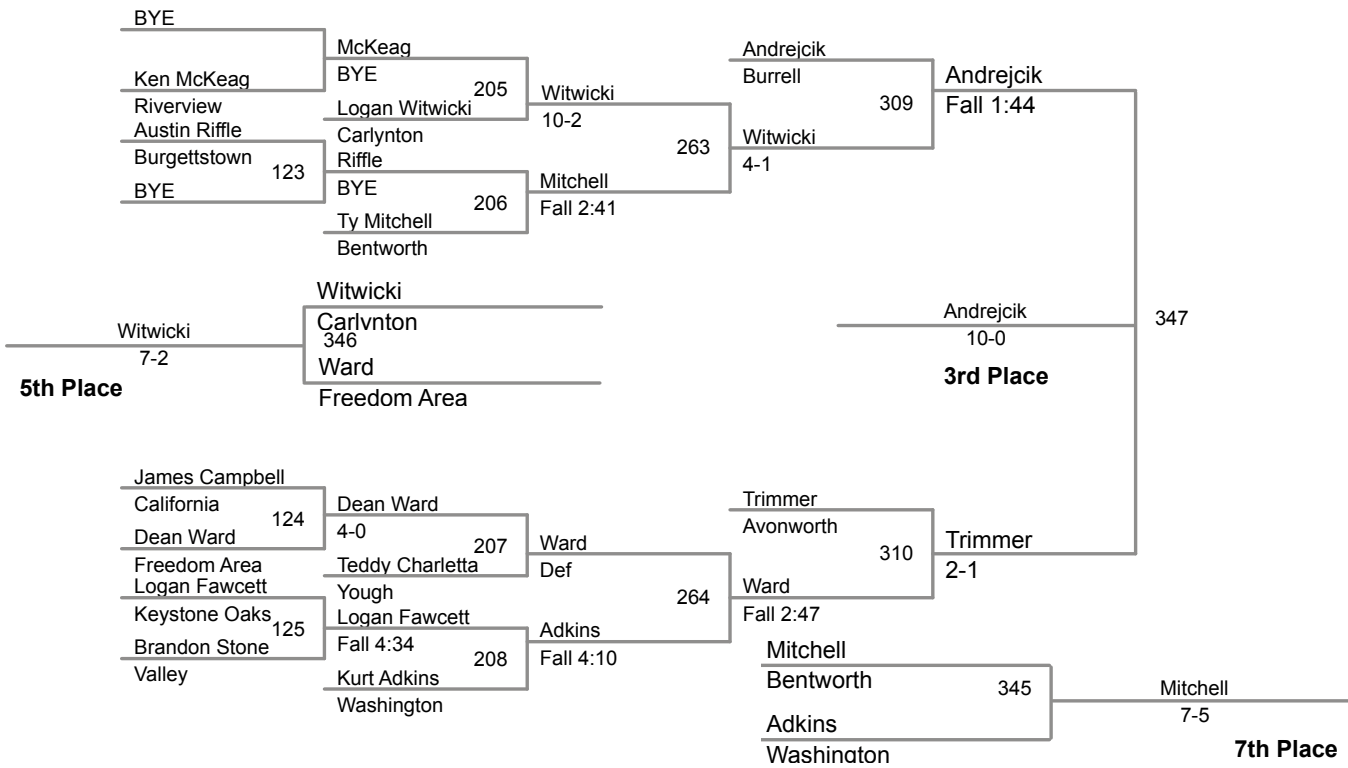 BYE
McKeag
Andrejcik
Ken McKeag
BYE
205
Burrell
Andrejcik
Riverview
Logan Witwicki
Witwicki
309
Fall 1:44
Austin Riffle
Carlynton
10-2
263
Witwicki
Burgettstown
123
Riffle
4-1
BYE
BYE
206
Mitchell
Ty Mitchell
Fall 2:41
Bentworth
Witwicki
Carlynton
Witwicki
346
Andrejcik
347
7-2
Ward
10-0
5th Place
Freedom Area
3rd Place
James Campbell
California
124
Dean Ward
Trimmer
Dean Ward
4-0
207
Ward
Avonworth
310
Trimmer
Freedom Area
Teddy Charletta
Def
2-1
Logan Fawcett
Yough
264
Ward
Keystone Oaks
125
Logan Fawcett
Fall 2:47
Brandon Stone
Fall 4:34
208
Adkins
Valley
Kurt Adkins
Fall 4:10
Washington
Mitchell
Bentworth
345
Mitchell
Adkins
7-5
Washington
7th Place